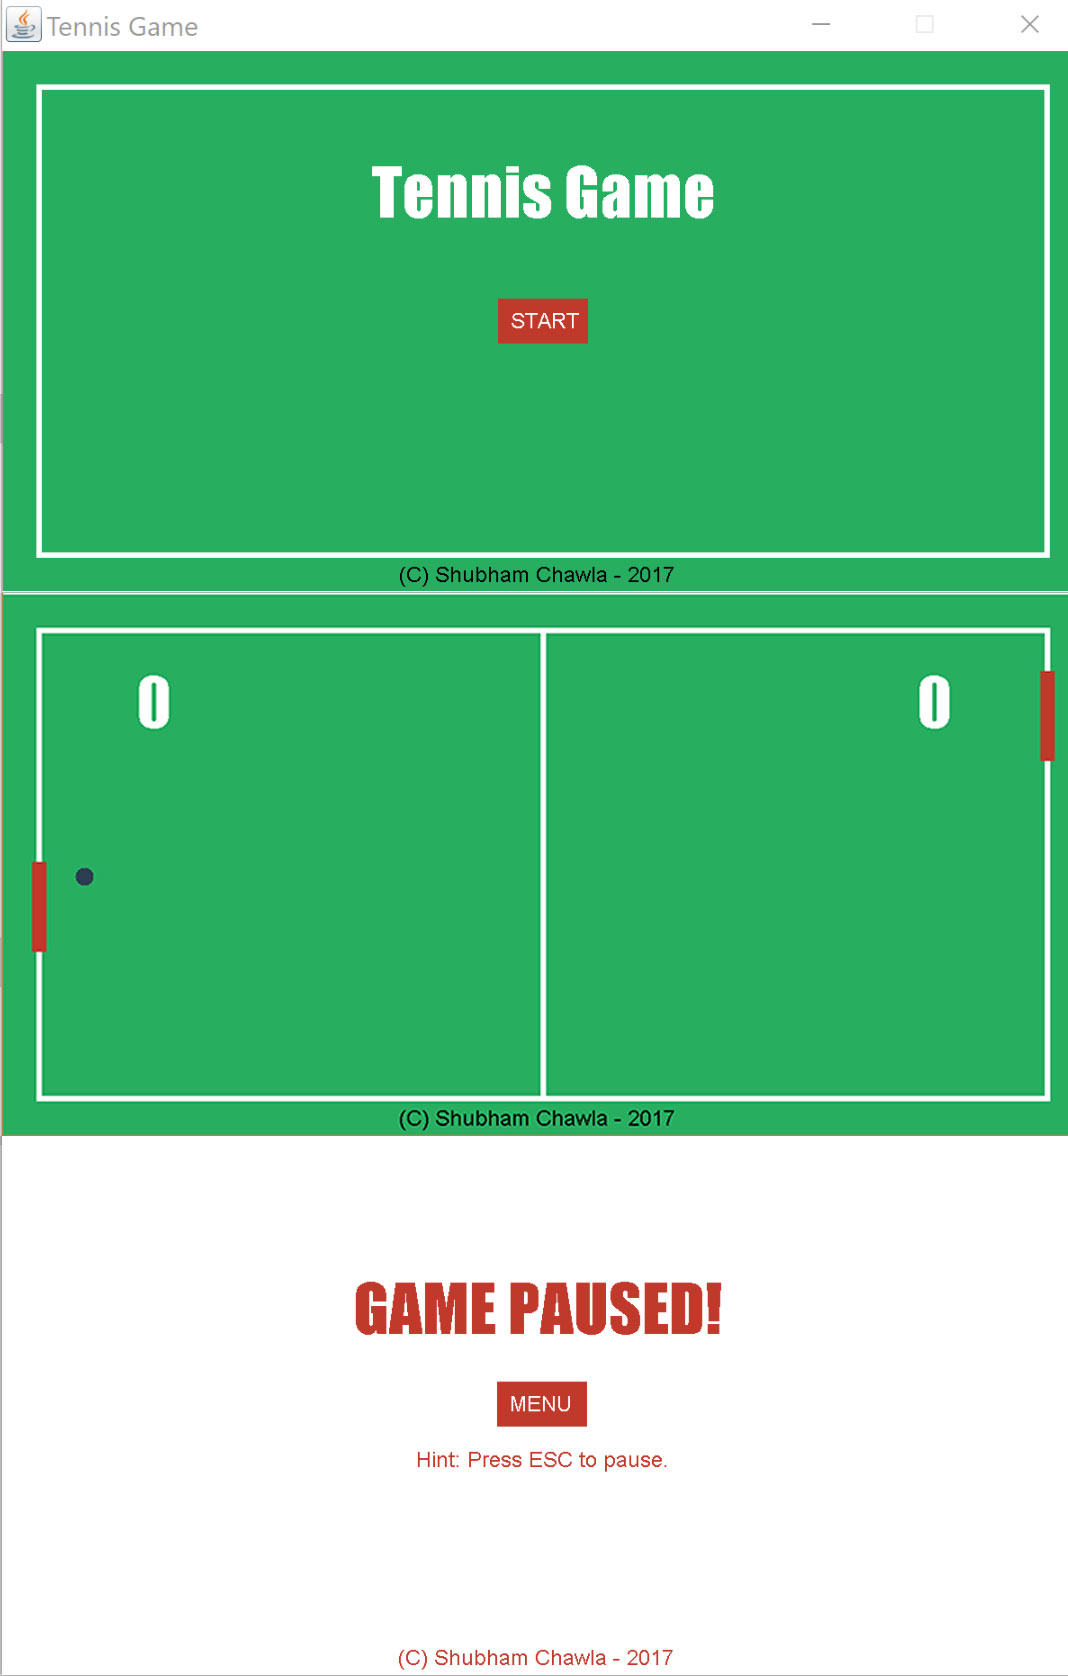 Tennis Game
Tennis Game
START
(C) Shubham Chawla - 2017
0 0
(C) Shubham Chawla - 2017
GAME PAUSED!
MENU
Hint: Press ESC to pause.
(C) Shubham Chawla - 2017